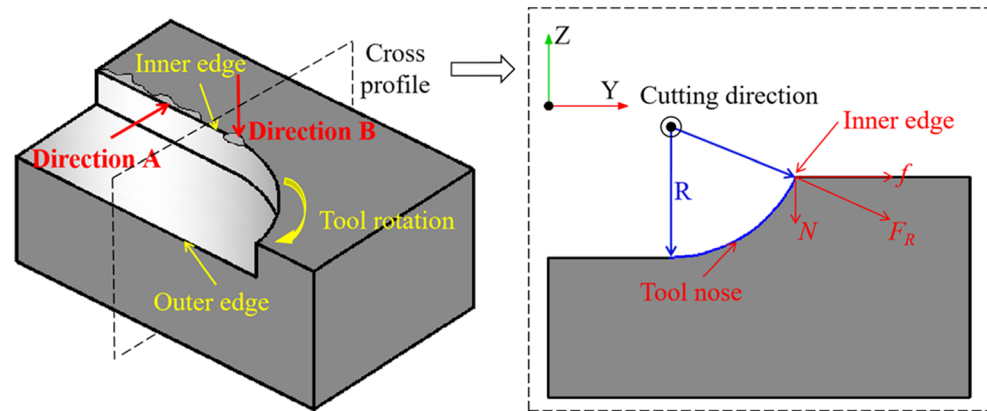 Inner edge
Cross
profile
Direction B
Direction A
Tool rotation
Outer edge
Z
Y
Cutting direction
Inner edge
R
f
N
F_R
Tool nose